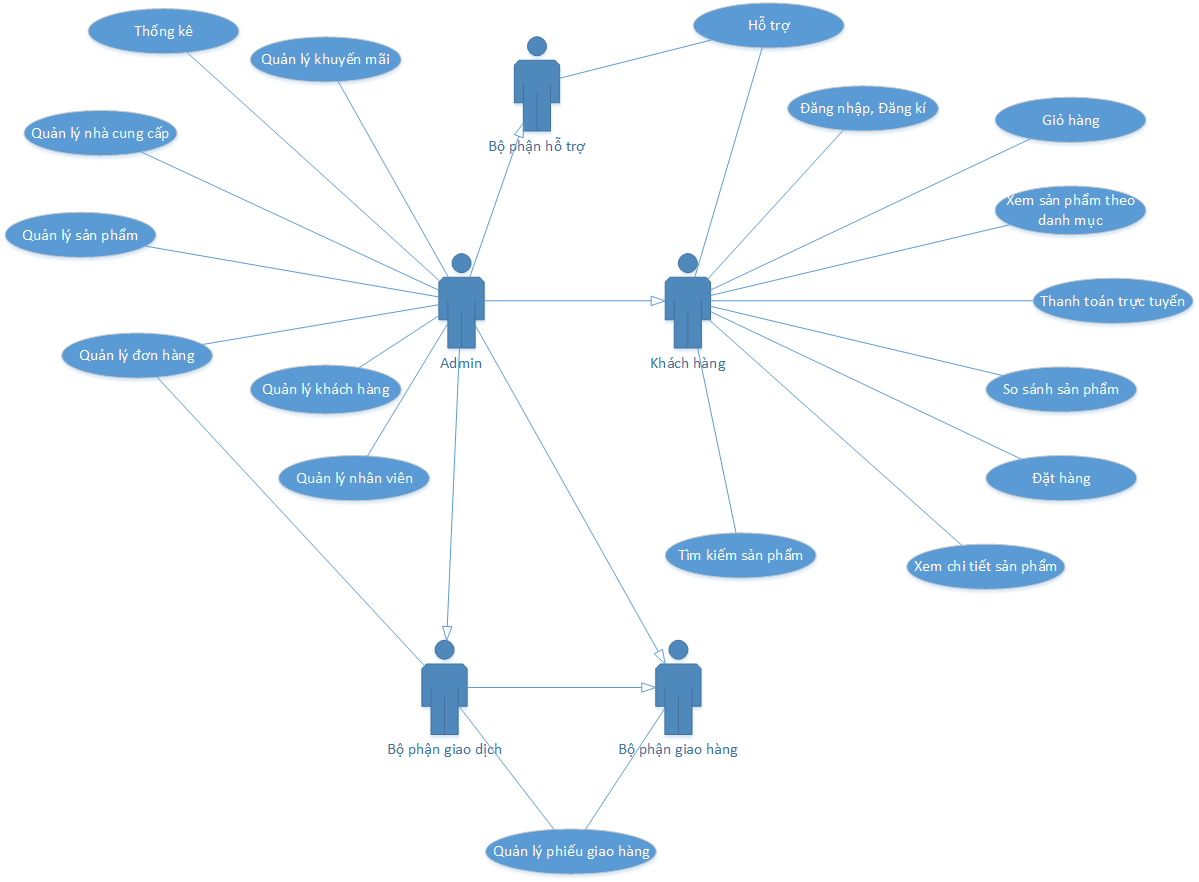 Thống kê
Hỗ trợ
Quản lý khuyến mãi
Đăng nhập, Đăng kí
Giỏ hàng
Quản lý nhà cung cấp
Bộ phận hỗ trợ
Xem sản phẩm theo
danh mục
Quản lý sản phẩm
Thanh toán trực tuyến
Quản lý đơn hàng
Admin
Khách hàng
Quản lý khách hàng
So sánh sản phẩm
Quản lý nhân viên
Đặt hàng
Tìm kiếm sản phẩm
Xem chi tiết sản phẩm
Bộ phận giao dịch
Bộ phận giao hàng
Quản lý phiếu giao hàng